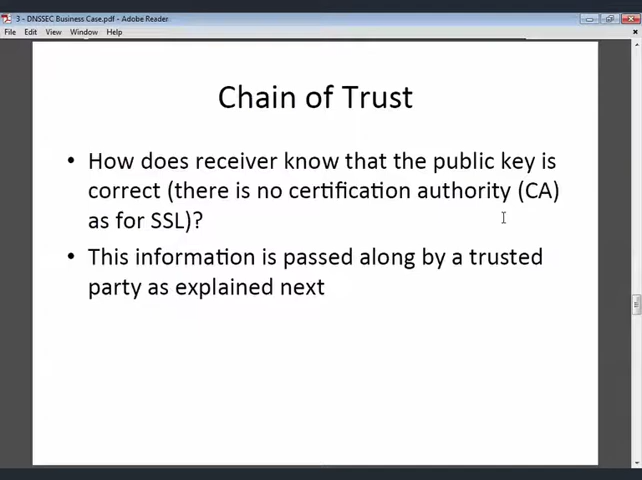 3 - DNSSEC Business Case.pdf - Adobe Reader
File Edit View Window Help
Chain of Trust
• How does receiver know that the public key is
correct (there is no certification authority (CA)
as for SSL)?
• This information is passed along by a trusted
party as explained next